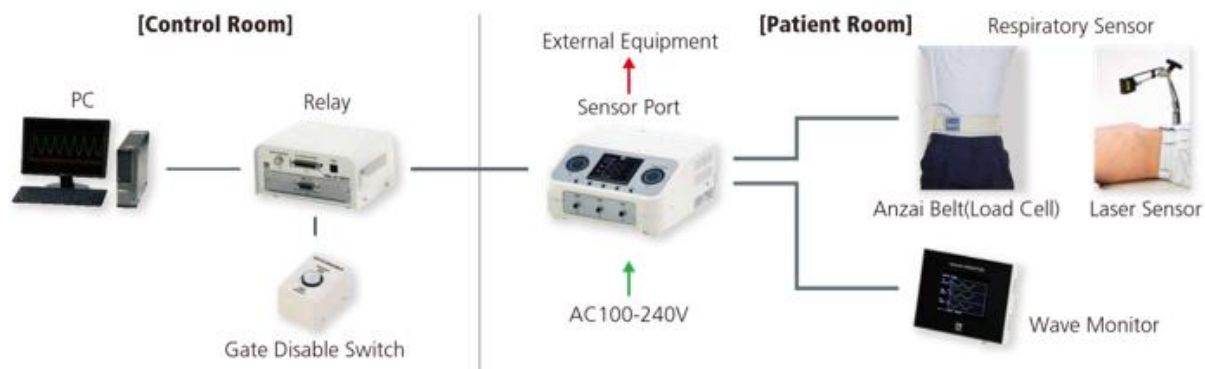 [Control Room]
[Patient Room]
Respiratory Sensor
External Equipment
PC
Relay
Sensor Port
Anzai Belt(Load Cell)
Laser Sensor
AC100-240V
Gate Disable Switch
Wave Monitor